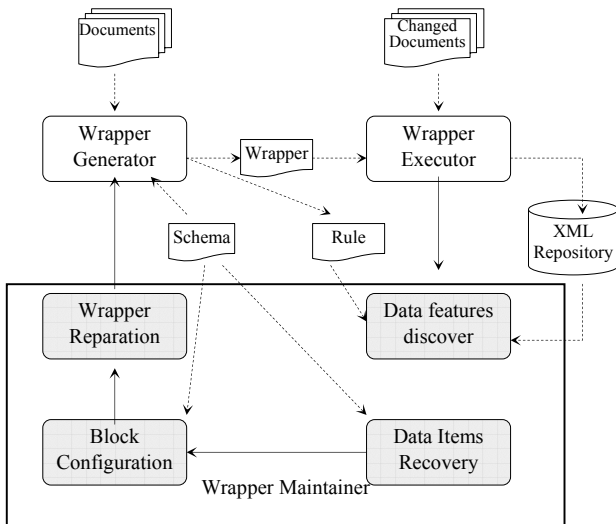 Documents
Changed
Documents
Wrapper
Generator
Wrapper
Wrapper
Executor
Schema
Rule
XML
Repository
Wrapper
Reparation
Data features
discover
Block
Configuration
Data Items
Recovery
Wrapper Maintainer